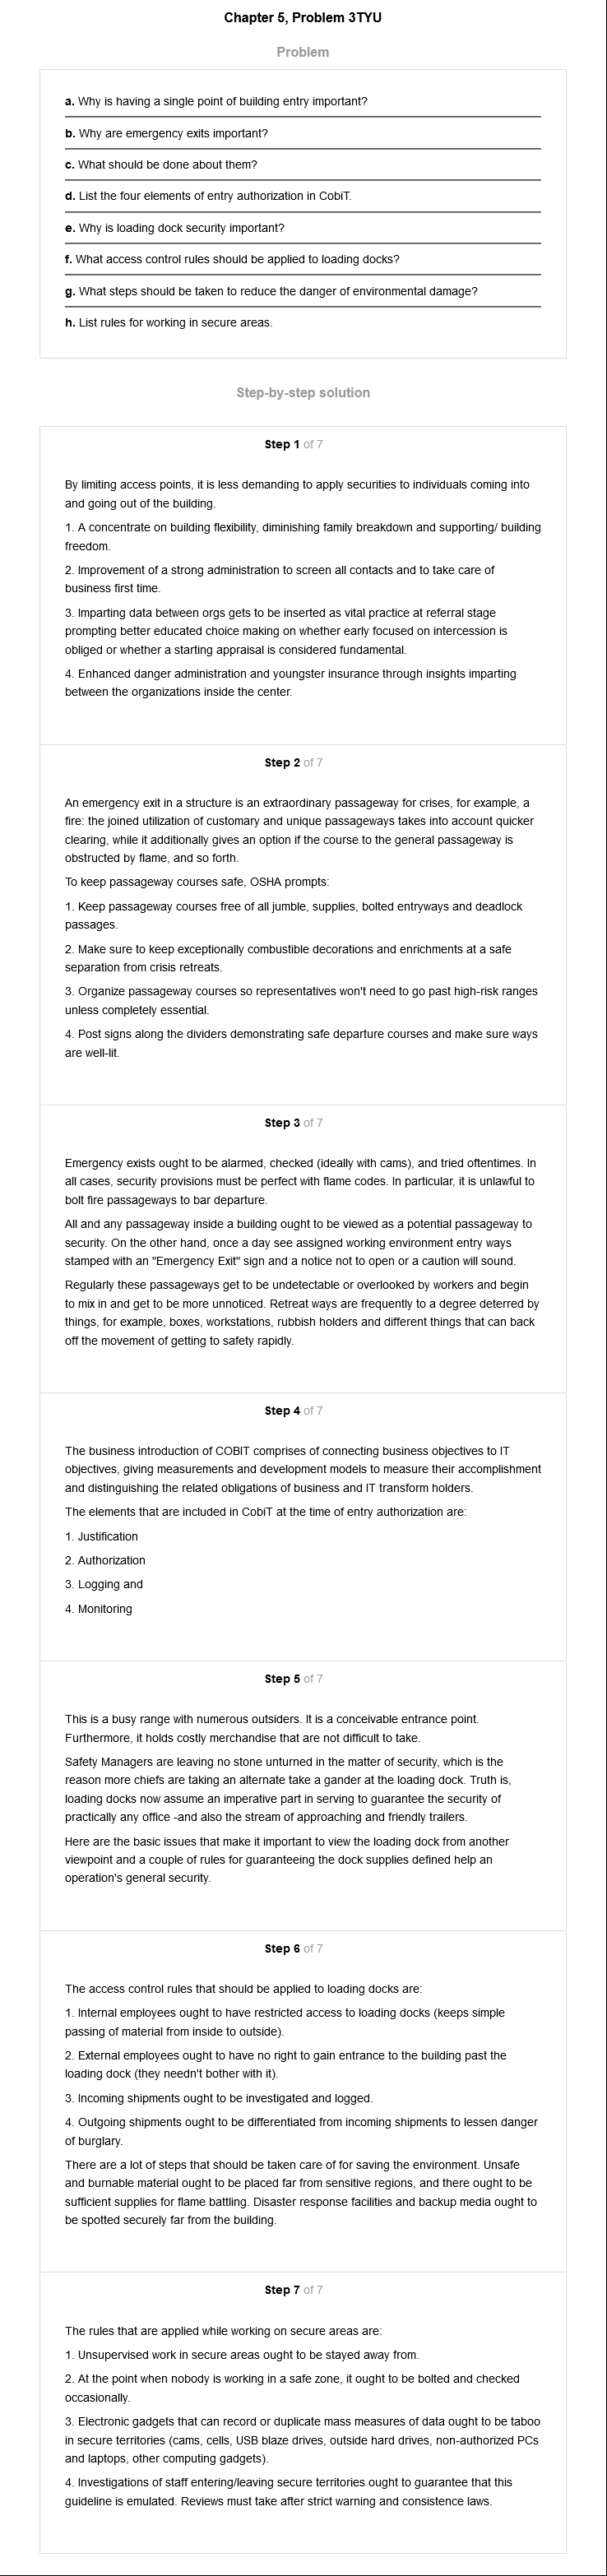 Chapter 5, Problem 3TYU
Problem
a. Why is having a single point of building entry important?
b. Why are emergency exits important?
c. What should be done about them?
d. List the four elements of entry authorization in CobiT.
e. Why is loading dock security important?
f. What access control rules should be applied to loading docks?
g. What steps should be taken to reduce the danger of environmental damage?
h. List rules for working in secure areas.
Step-by-step solution
Step 1 of 7
By limiting access points, it is less demanding to apply securities to individuals coming into
and going out of the building.
1. A concentrate on building flexibility, diminishing family breakdown and supporting/ building
freedom.
2. Improvement of a strong administration to screen all contacts and to take care of
business first time.
3. Imparting data between orgs gets to be inserted as vital practice at referral stage
prompting better educated choice making on whether early focused on intercession is
obliged or whether a starting appraisal is considered fundamental.
4. Enhanced danger administration and youngster insurance through insights imparting
between the organizations inside the center.
Step 2 of 7
An emergency exit in a structure is an extraordinary passageway for crises, for example, a
fire: the joined utilization of customary and unique passageways takes into account quicker
clearing, while it additionally gives an option if the course to the general passageway is
obstructed by flame, and so forth.
To keep passageway courses safe, OSHA prompts:
1. Keep passageway courses free of all jumble, supplies, bolted entryways and deadlock
passages.
2. Make sure to keep exceptionally combustible decorations and enrichments at a safe
separation from crisis retreats.
3. Organize passageway courses so representatives won't need to go past high-risk ranges
unless completely essential.
4. Post signs along the dividers demonstrating safe departure courses and make sure ways
are well-lit.
Step 3 of 7
Emergency exists ought to be alarmed, checked (ideally with cams), and tried oftentimes. In
all cases, security provisions must be perfect with flame codes. In particular, it is unlawful to
bolt fire passageways to bar departure.
All and any passageway inside a building ought to be viewed as a potential passageway to
security. On the other hand, once a day see assigned working environment entry ways
stamped with an "Emergency Exit" sign and a notice not to open or a caution will sound.
Regularly these passageways get to be undetectable or overlooked by workers and begin
to mix in and get to be more unnoticed. Retreat ways are frequently to a degree deterred by
things, for example, boxes, workstations, rubbish holders and different things that can back
off the movement of getting to safety rapidly.
Step 4 of 7
The business introduction of COBIT comprises of connecting business objectives to IT
objectives, giving measurements and development models to measure their accomplishment
and distinguishing the related obligations of business and IT transform holders.
The elements that are included in CobiT at the time of entry authorization are:
1. Justification
2. Authorization
3. Logging and
4. Monitoring
Step 5 of 7
This is a busy range with numerous outsiders. It is a conceivable entrance point.
Furthermore, it holds costly merchandise that are not difficult to take.
Safety Managers are leaving no stone unturned in the matter of security, which is the
reason more chiefs are taking an alternate take a gander at the loading dock. Truth is,
loading docks now assume an imperative part in serving to guarantee the security of
practically any office -and also the stream of approaching and friendly trailers.
Here are the basic issues that make it important to view the loading dock from another
viewpoint and a couple of rules for guaranteeing the dock supplies defined help an
operation's general security.
Step 6 of 7
The access control rules that should be applied to loading docks are:
1. Internal employees ought to have restricted access to loading docks (keeps simple
passing of material from inside to outside).
2. External employees ought to have no right to gain entrance to the building past the
loading dock (they needn't bother with it).
3. Incoming shipments ought to be investigated and logged.
4. Outgoing shipments ought to be differentiated from incoming shipments to lessen danger
of burglary.
There are a lot of steps that should be taken care of for saving the environment. Unsafe
and burnable material ought to be placed far from sensitive regions, and there ought to be
sufficient supplies for flame battling. Disaster response facilities and backup media ought to
be spotted securely far from the building.
Step 7 of 7
The rules that are applied while working on secure areas are:
1. Unsupervised work in secure areas ought to be stayed away from.
2. At the point when nobody is working in a safe zone, it ought to be bolted and checked
occasionally.
3. Electronic gadgets that can record or duplicate mass measures of data ought to be taboo
in secure territories (cams, cells, USB blaze drives, outside hard drives, non-authorized PCs
and laptops, other computing gadgets).
4. Investigations of staff entering/leaving secure territories ought to guarantee that this
guideline is emulated. Reviews must take after strict warning and consistence laws.